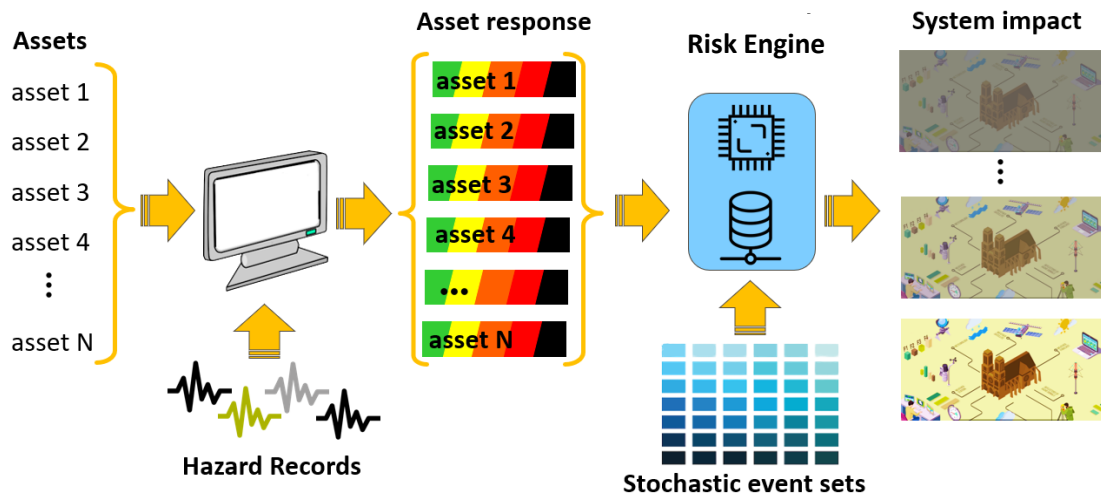 Assets
asset 1
asset 2
asset 3
asset 4
asset N
Hazard Records
Asset response
asset 1
asset 2
asset 3
asset 4
...
asset N
Risk Engine
Stochastic event sets
System impact